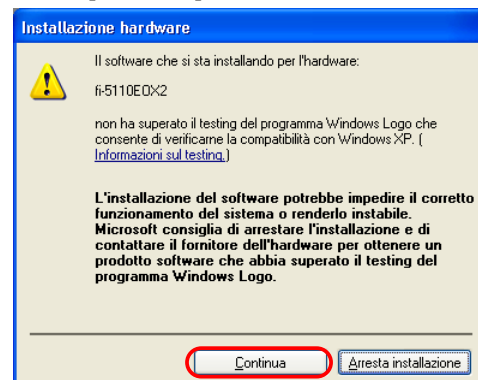 Installazione hardware
Il software che si sta installando per l'hardware:
fi-5110EOX2
non ha superato il testing del programma Windows Logo che
consente di verificarne la compatibilità con Windows XP. (
Informazioni sul testing.)
L'installazione del software potrebbe impedire il corretto
funzionamento del sistema o renderlo instabile.
Microsoft consiglia di arrestare l'installazione e di
contattare il fornitore dell'hardware per ottenere un
prodotto software che abbia superato il testing del
programma Windows Logo.
Continua
Arresta installazione